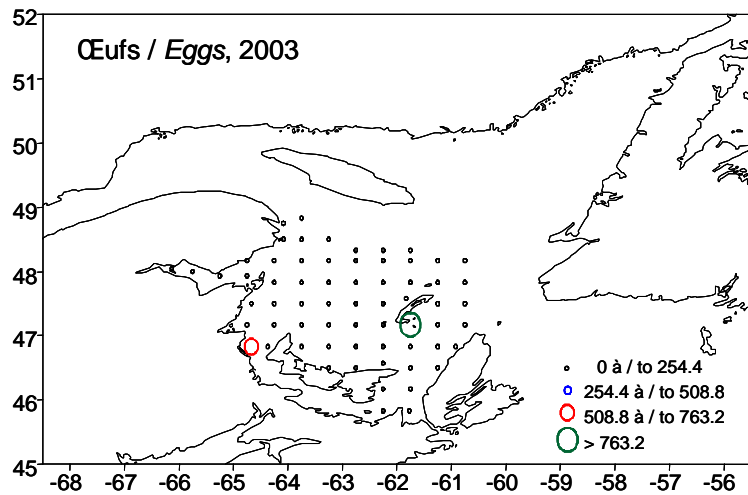 Œufs / Eggs, 2003
52
51
50
49
48
47
46
45
0 à / to 254.4
254.4 à / to 508.8
508.8 à / to 763.2
> 763.2
-68 -67 -66 -65 -64 -63 -62 -61 -60 -59 -58 -57 -56